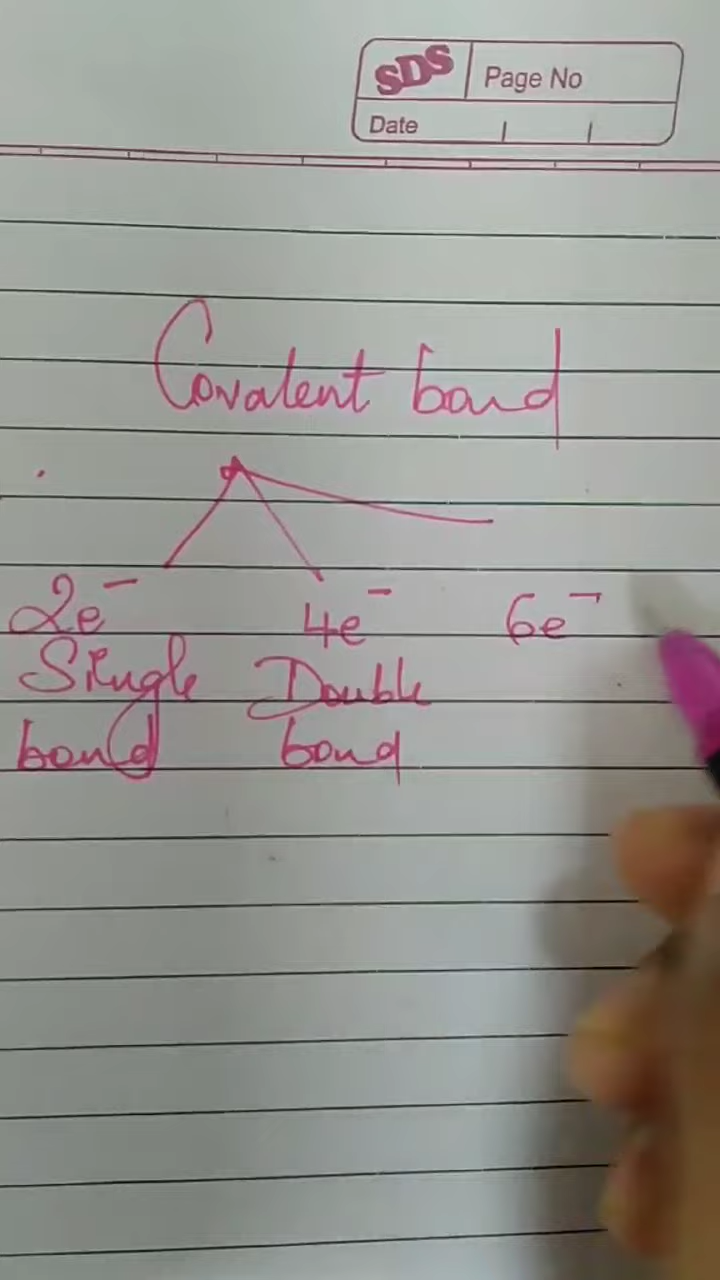 SDS Page No
Date
Covalent bond
2e⁻ 4e⁻ 6e⁻
Single Double
bond bond